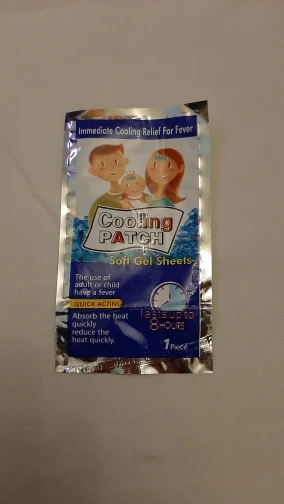 Immediate Cooling Relief For Fever
Cooling
PATCH
Soft Gel Sheets
The use of
adult or child
have a fever
QUICK ACTING
Absorb the heat
quickly
reduce the
heat quickly.
lasts up to
8 HOURS
1 Piece